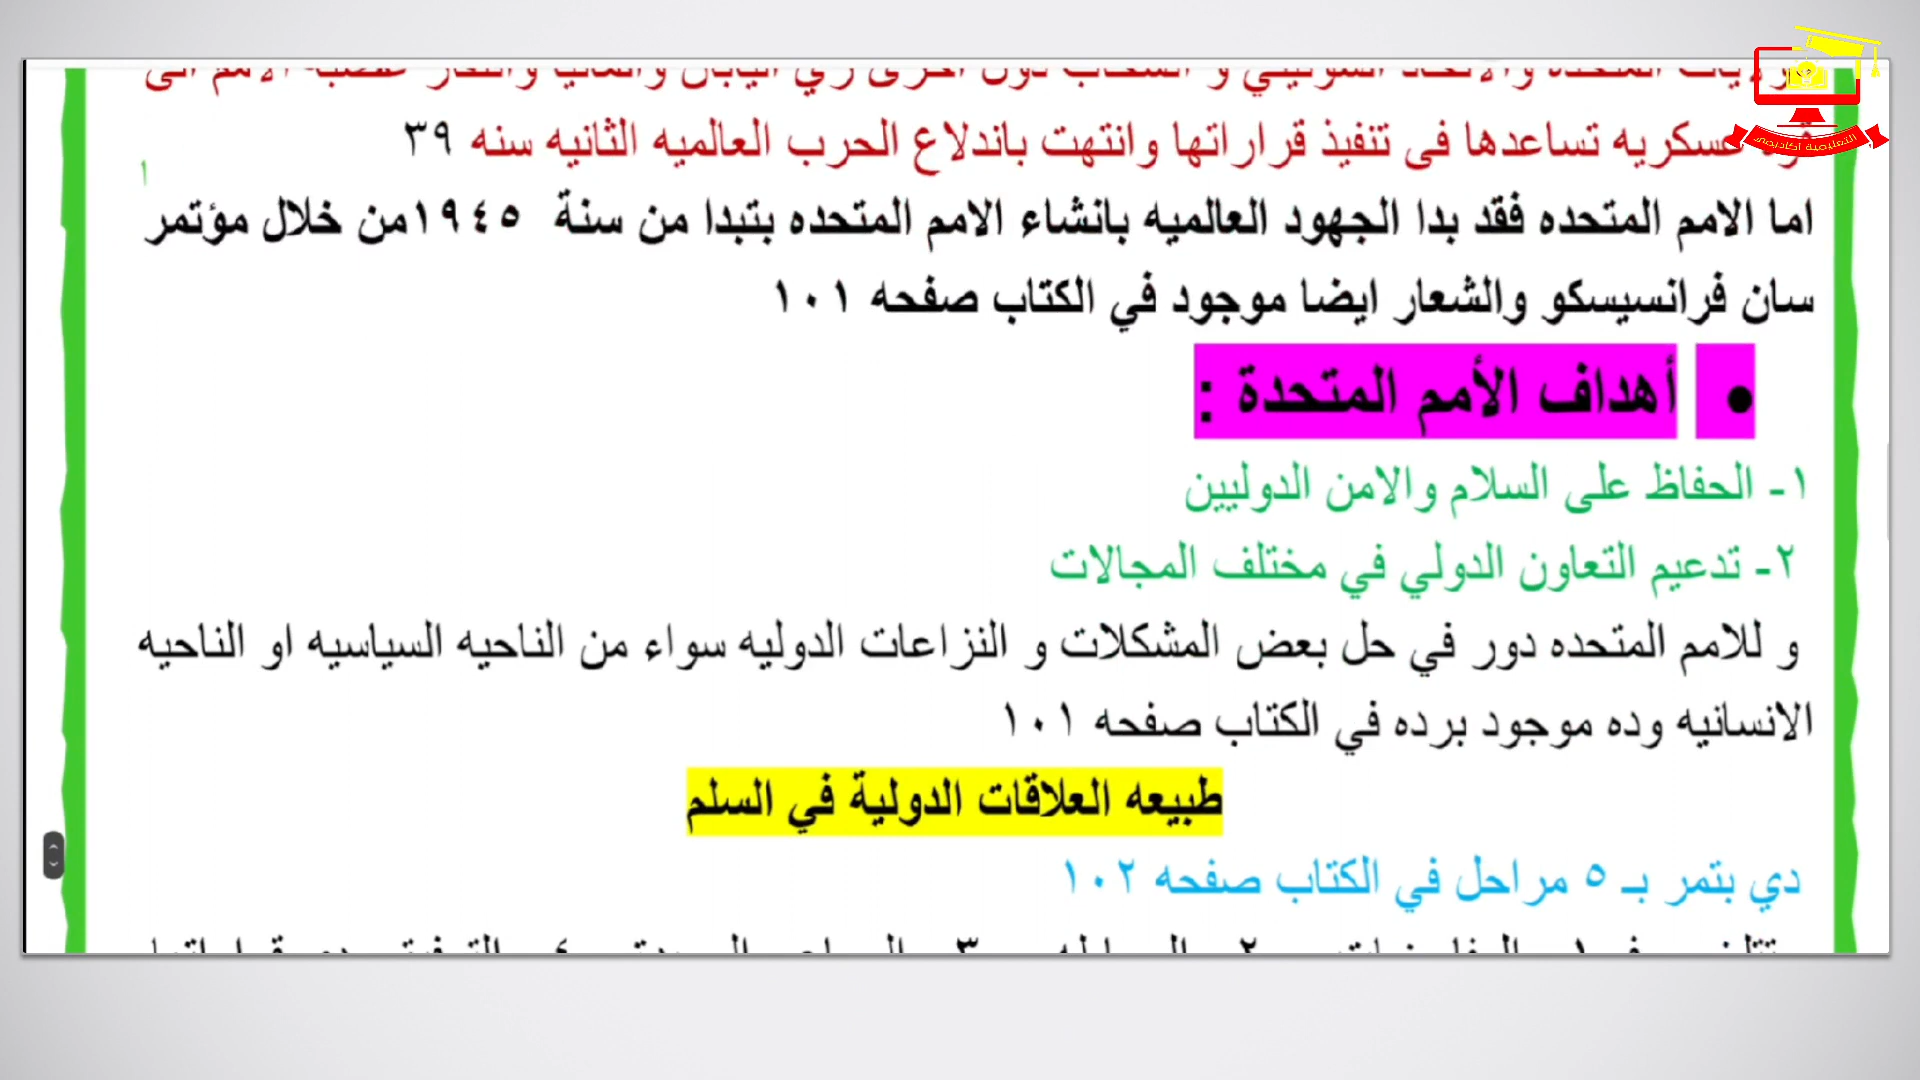 عسكريه تساعدها فى تنفيذ قراراتها وانتهت باندلاع الحرب العالميه الثانيه سنه ٣٩
اما الامم المتحده فقد بدا الجهود العالميه بانشاء الامم المتحده بتبدا من سنة ١٩٤٥من خلال مؤتمر
سان فرانسيسكو والشعار ايضا موجود في الكتاب صفحه ١٠١
• أهداف الأمم المتحدة :
١- الحفاظ على السلام والامن الدوليين
٢- تدعيم التعاون الدولي في مختلف المجالات
و للامم المتحده دور في حل بعض المشكلات و النزاعات الدوليه سواء من الناحيه السياسيه او الناحيه
الانسانيه وده موجود برده في الكتاب صفحه ١٠١
طبيعه العلاقات الدولية في السلم
دي بتمر بـ ٥ مراحل في الكتاب صفحه ١٠٢
التعليمية اكاديمي